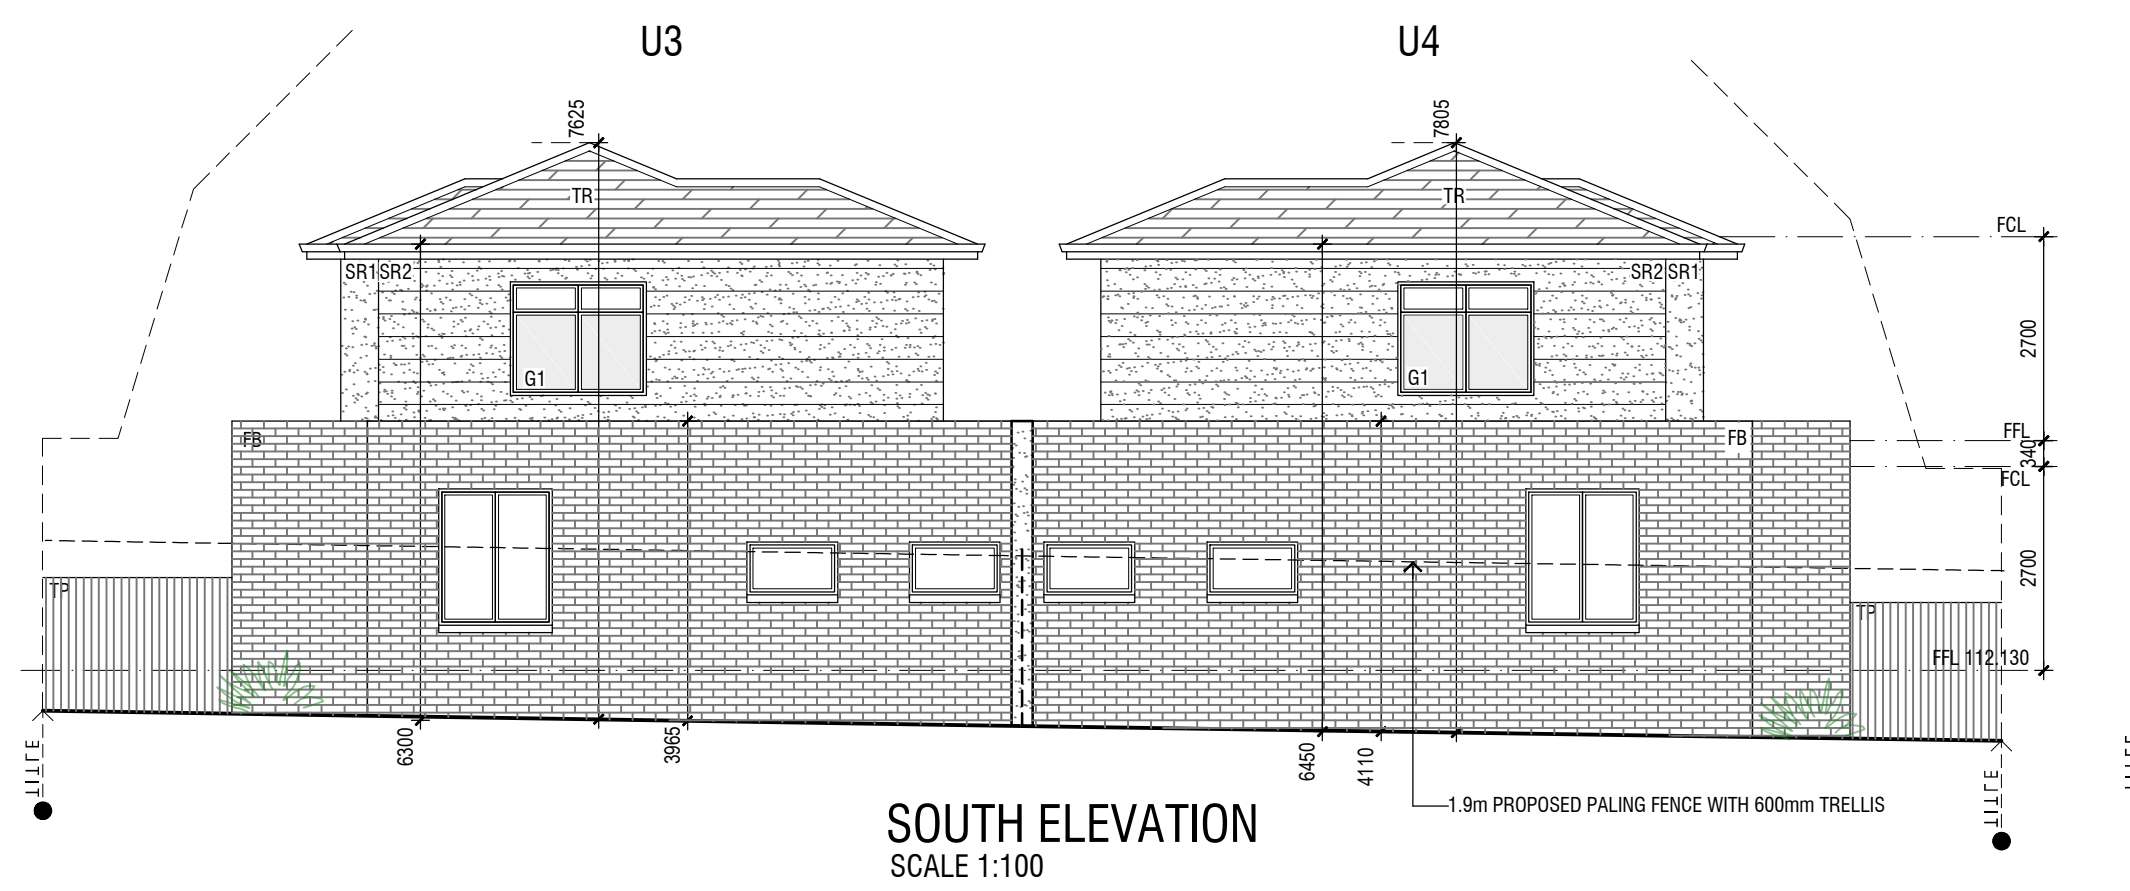 U3
U4
7625
7805
TR
TR
FCL
SR1 SR2
SR2 SR1
2700
G1
G1
FFL
FB
FB
340
FCL
2700
TP
TP
FFL 112.130
6300
3965
6450
4110
TITLE
TITLE
1.9m PROPOSED PALING FENCE WITH 600mm TRELLIS
SOUTH ELEVATION
SCALE 1:100